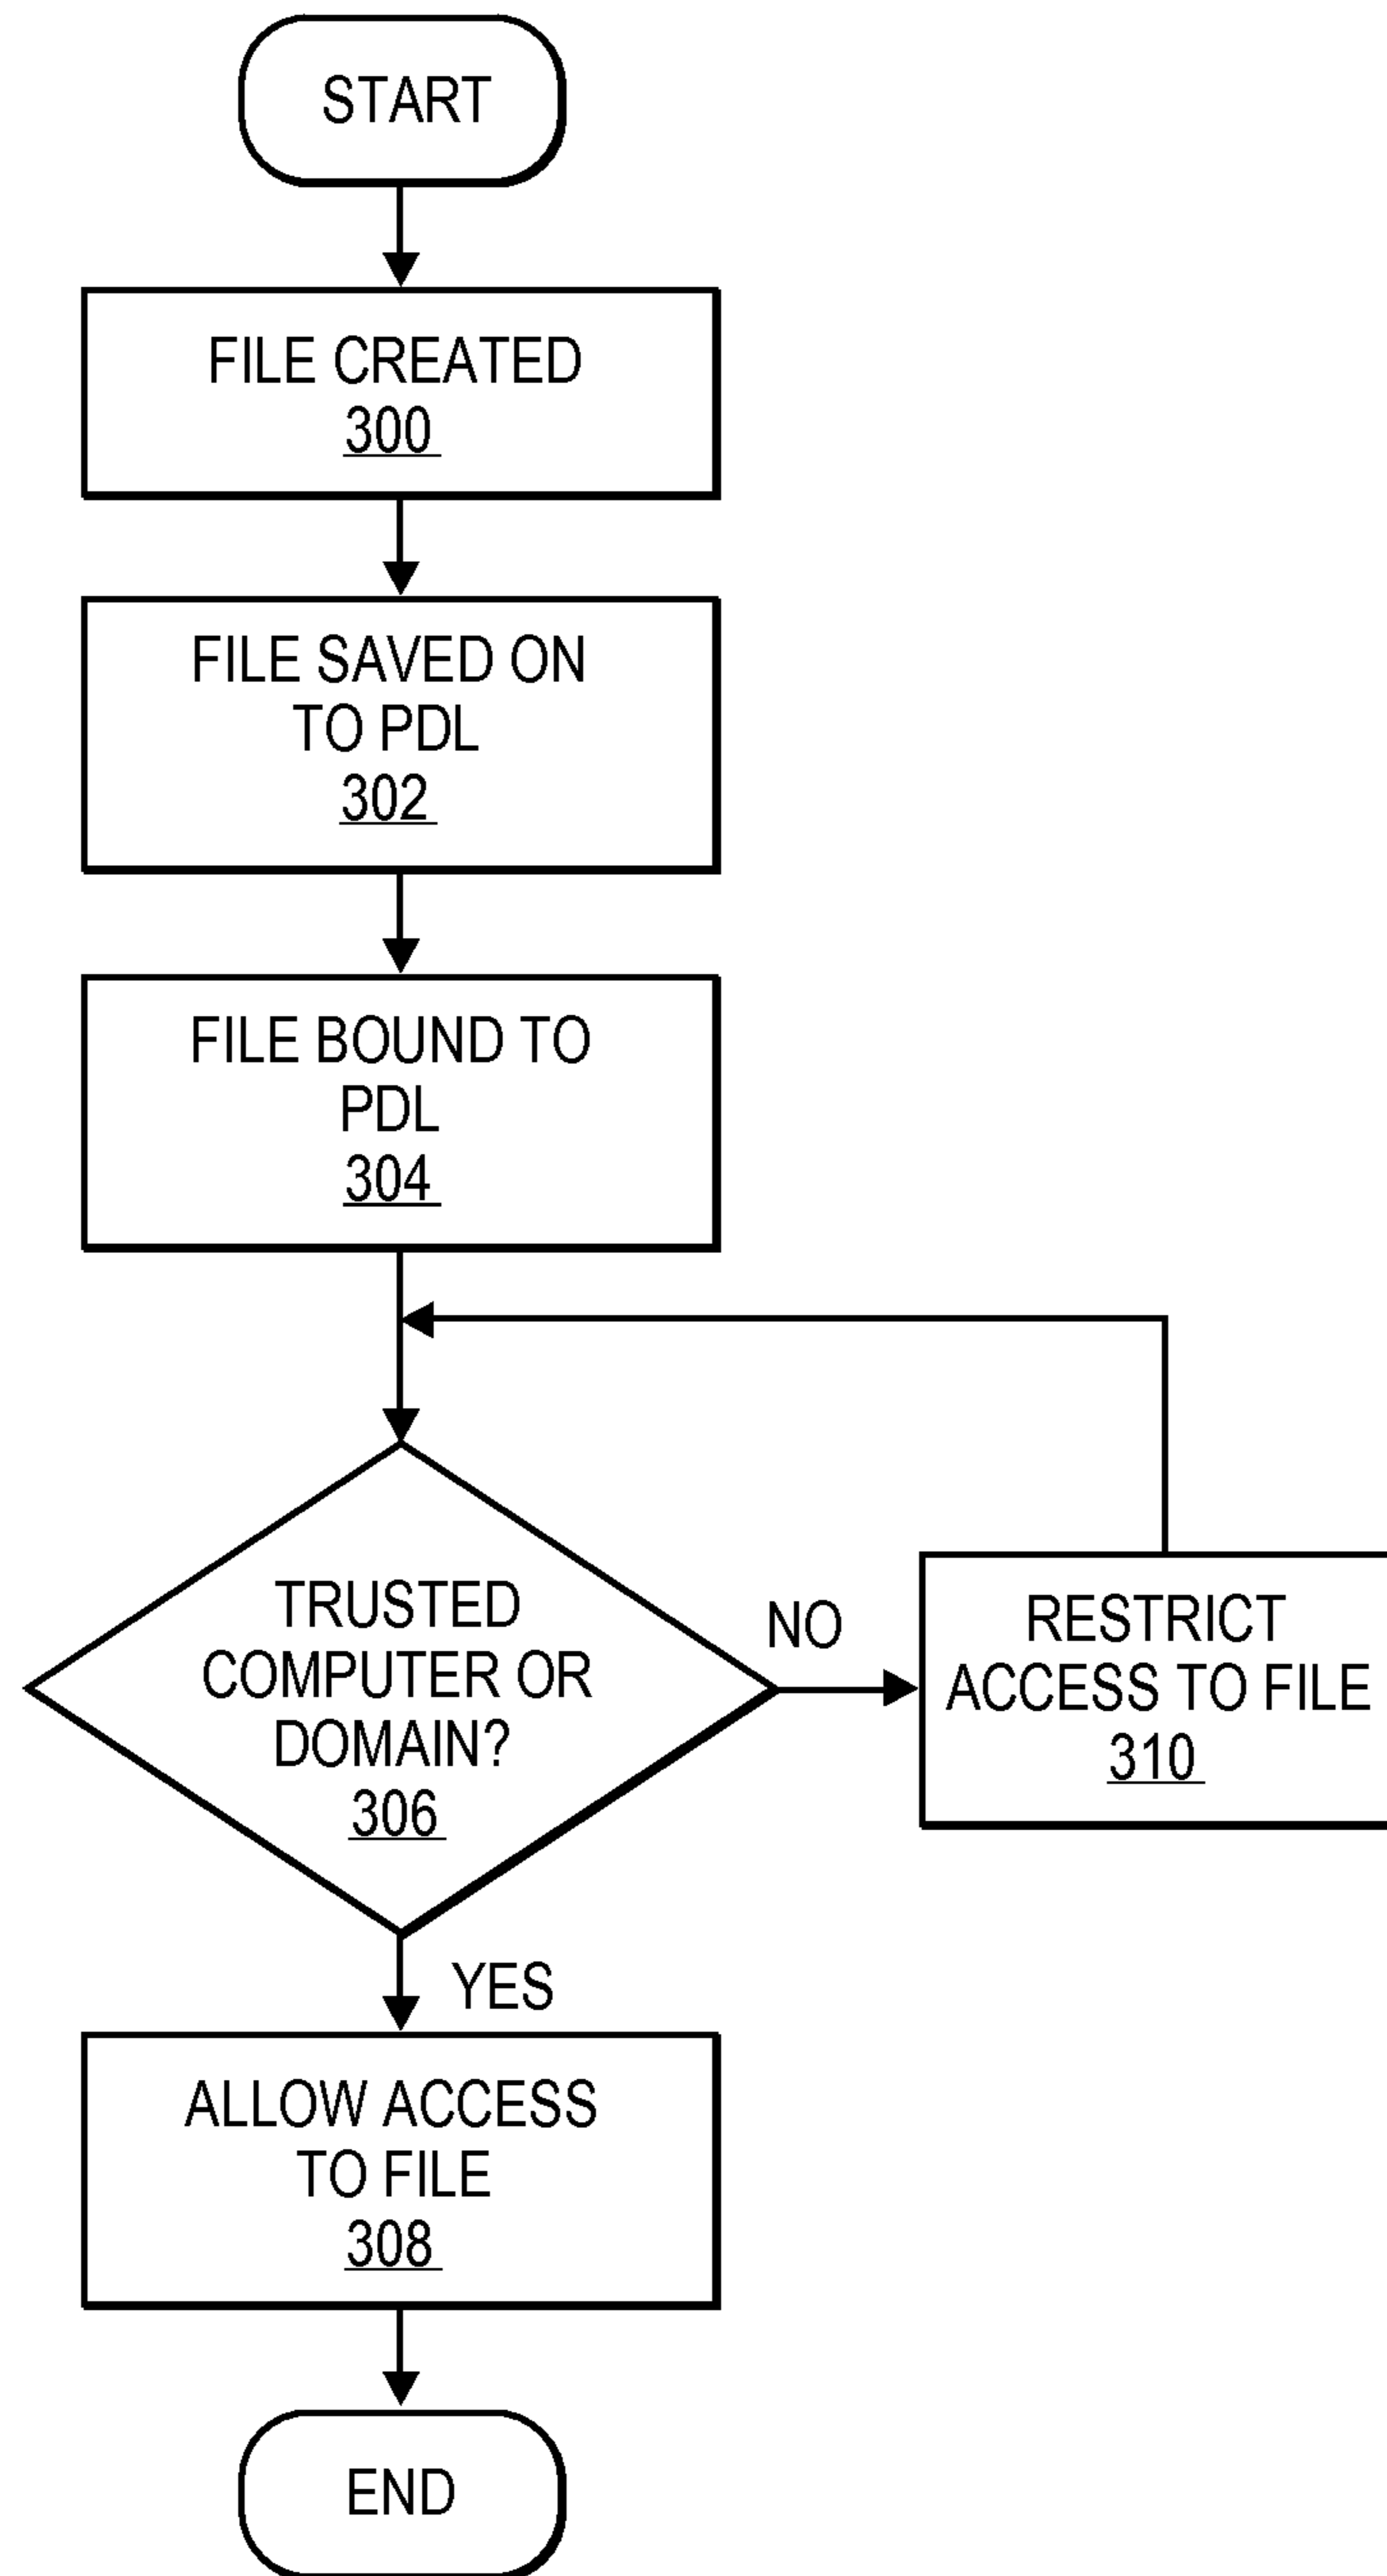 START
FILE CREATED
300
FILE SAVED ON
TO PDL
302
FILE BOUND TO
PDL
304
TRUSTED
COMPUTER OR
DOMAIN?
306
NO
RESTRICT
ACCESS TO FILE
310
YES
ALLOW ACCESS
TO FILE
308
END